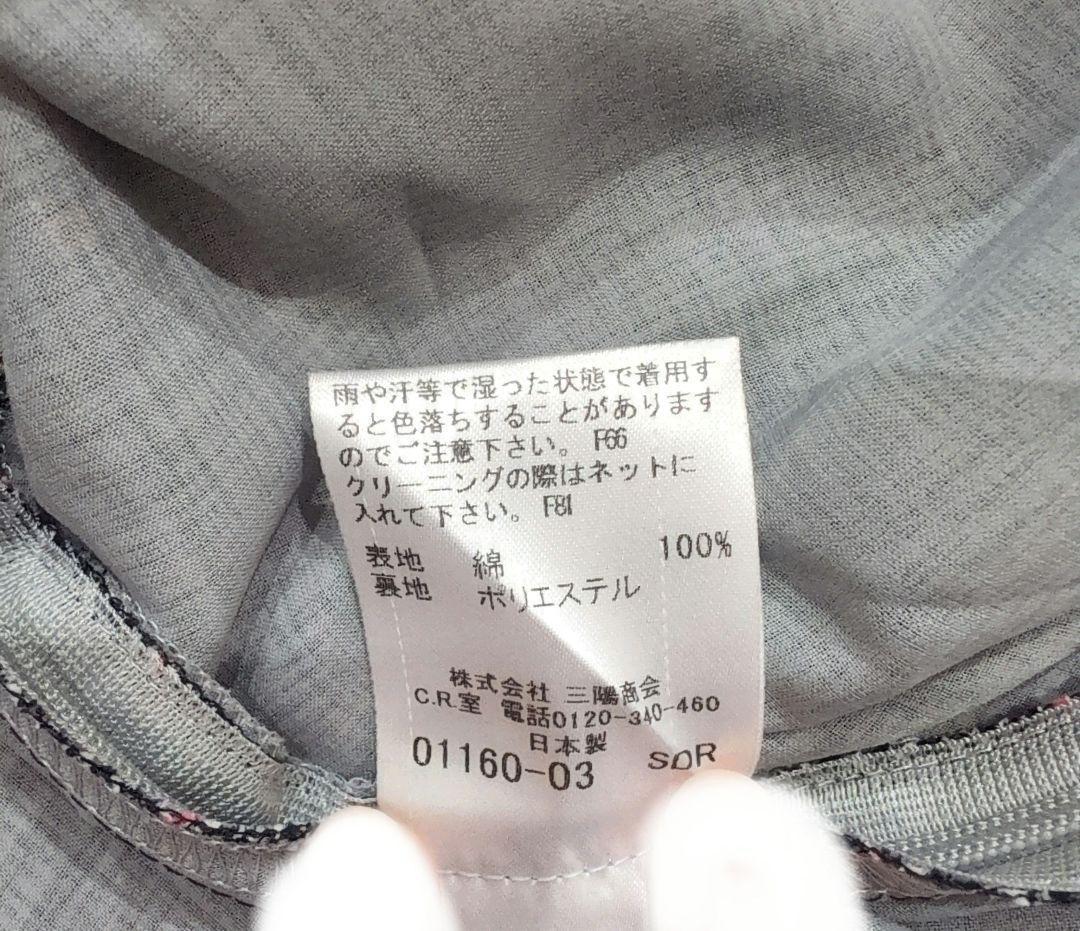 雨や汗等で湿った状態で着用す
ると色落ちすることがあります
のでご注意下さい。 F66
クリーニングの際はネットに
入れて下さい。 F81
表地 綿 100%
裏地 ポリエステル
株式会社 三陽商会
C.R.室 電話0120-340-460
日本製
01160-03 SDR